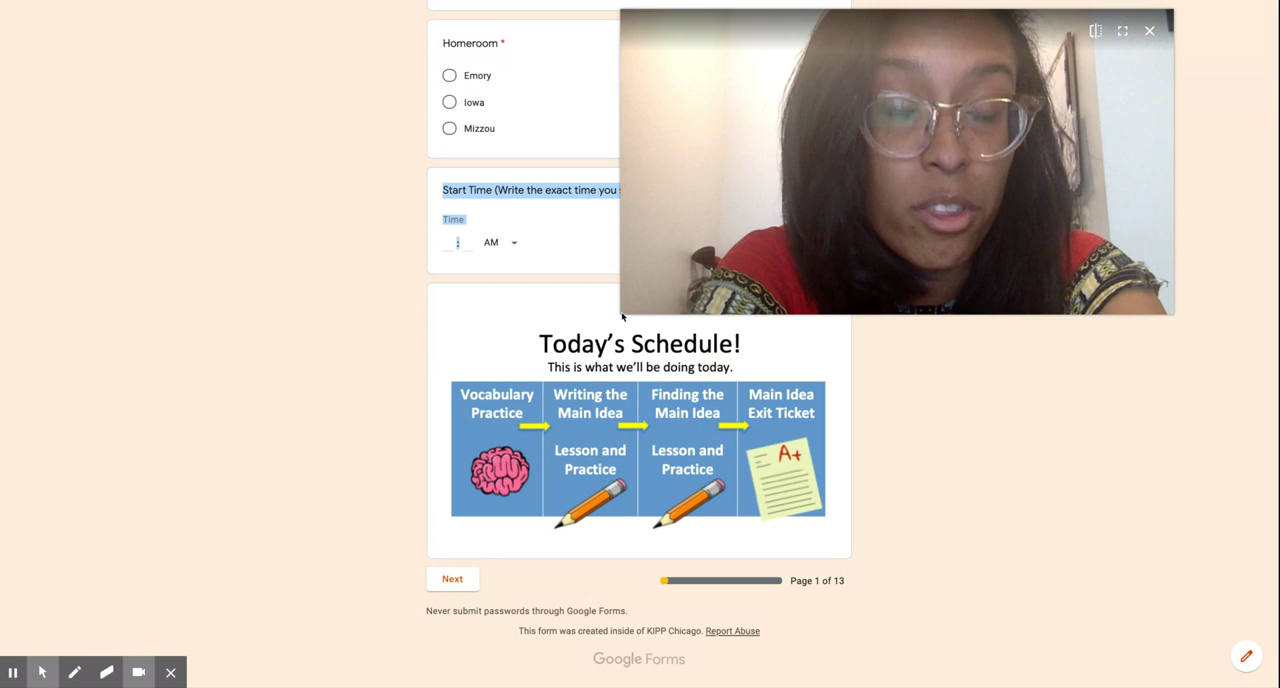 Homeroom *
Emory
Iowa
Mizzou
Start Time (Write the exact time you
Time
:
AM
Today's Schedule!
This is what we'll be doing today.
Vocabulary Practice
Writing the Main Idea
Finding the Main Idea
Main Idea Exit Ticket
Lesson and Practice
Lesson and Practice
A+
Next
Page 1 of 13
Never submit passwords through Google Forms.
This form was created inside of KIPP Chicago. Report Abuse
Google Forms